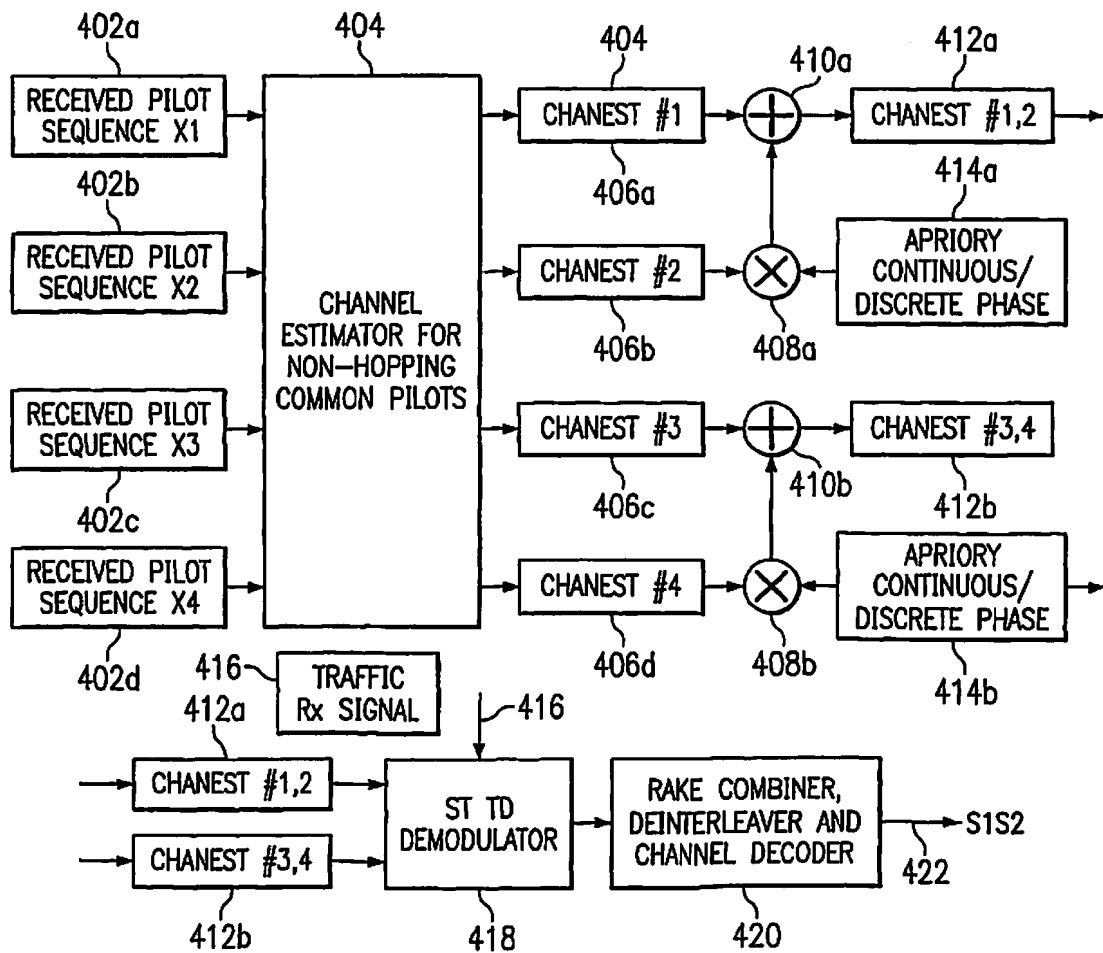 402a
404
404
412a
410a
RECEIVED PILOT
SEQUENCE X1
CHANEST #1
CHANEST #1,2
402b
406a
414a
RECEIVED PILOT
SEQUENCE X2
CHANNEL
ESTIMATOR FOR
NON-HOPPING
COMMON PILOTS
CHANEST #2
APRIORY
CONTINUOUS/
DISCRETE PHASE
406b
408a
RECEIVED PILOT
SEQUENCE X3
CHANEST #3
CHANEST #3,4
410b
402c
406c
412b
RECEIVED PILOT
SEQUENCE X4
CHANEST #4
APRIORY
CONTINUOUS/
DISCRETE PHASE
402d
406d
408b
414b
416
TRAFFIC
Rx SIGNAL
416
412a
CHANEST #1,2
ST TD
DEMODULATOR
RAKE COMBINER,
DEINTERLEAVER AND
CHANNEL DECODER
S1S2
422
CHANEST #3,4
412b
418
420